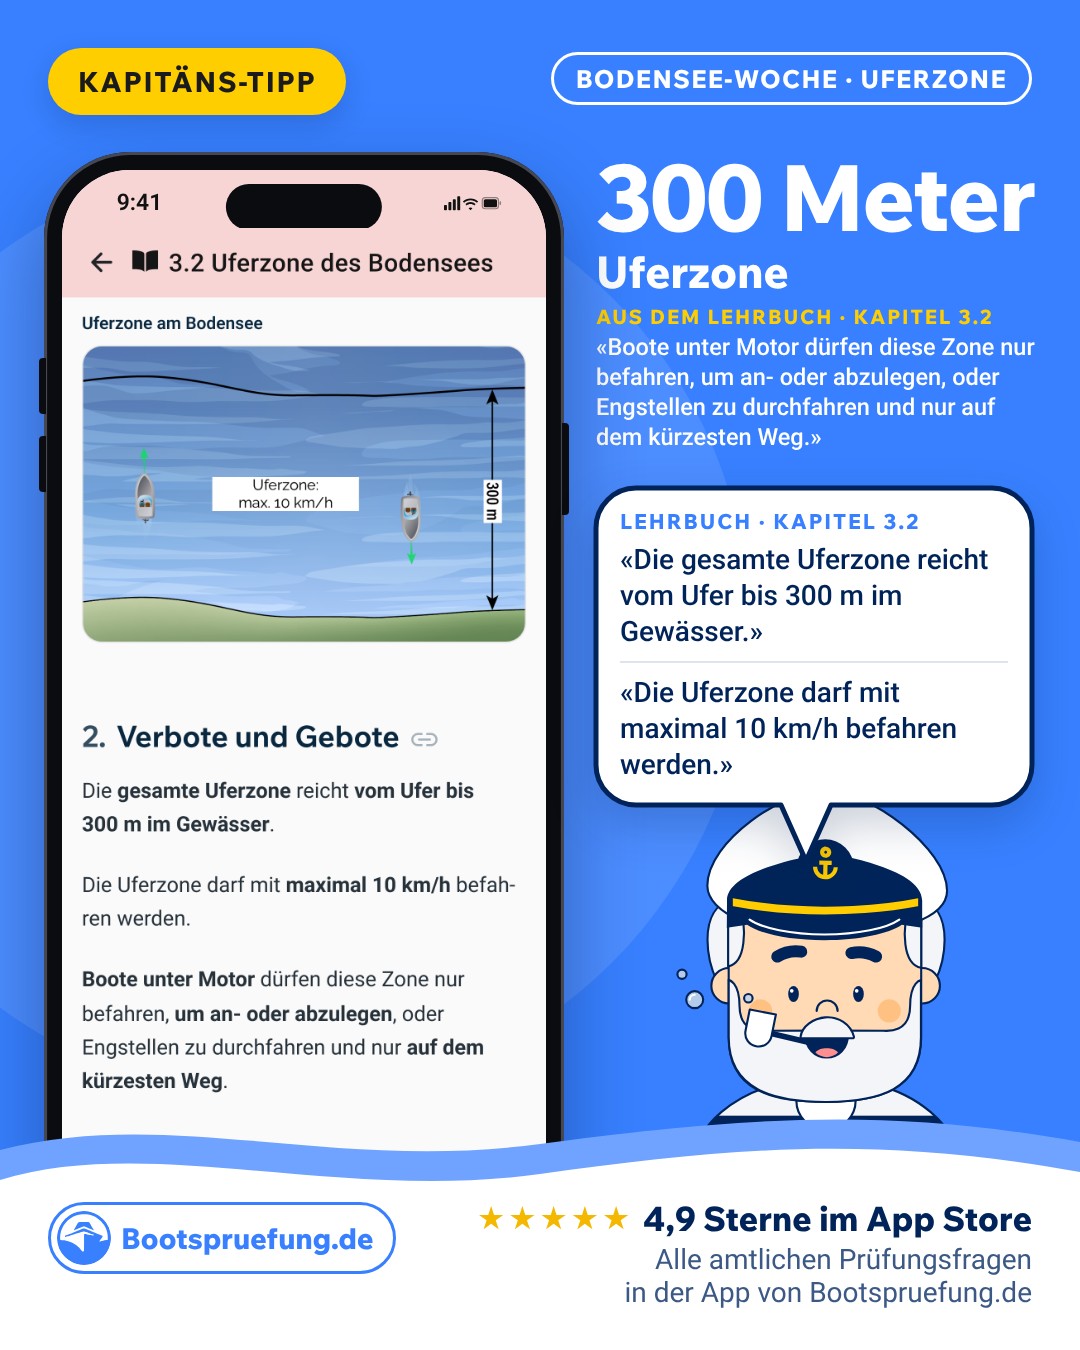 KAPITÄNS-TIPP
BODENSEE-WOCHE · UFERZONE
9:41
3.2 Uferzone des Bodensees
Uferzone am Bodensee
Uferzone:
max. 10 km/h
300 m
2. Verbote und Gebote
Die gesamte Uferzone reicht vom Ufer bis
300 m im Gewässer.
Die Uferzone darf mit maximal 10 km/h befah-
ren werden.
Boote unter Motor dürfen diese Zone nur
befahren, um an- oder abzulegen, oder
Engstellen zu durchfahren und nur auf dem
kürzesten Weg.
300 Meter
Uferzone
AUS DEM LEHRBUCH · KAPITEL 3.2
«Boote unter Motor dürfen diese Zone nur
befahren, um an- oder abzulegen, oder
Engstellen zu durchfahren und nur auf
dem kürzesten Weg.»
LEHRBUCH · KAPITEL 3.2
«Die gesamte Uferzone reicht
vom Ufer bis 300 m im
Gewässer.»
«Die Uferzone darf mit
maximal 10 km/h befahren
werden.»
Bootspruefung.de
★★★★★ 4,9 Sterne im App Store
Alle amtlichen Prüfungsfragen
in der App von Bootspruefung.de